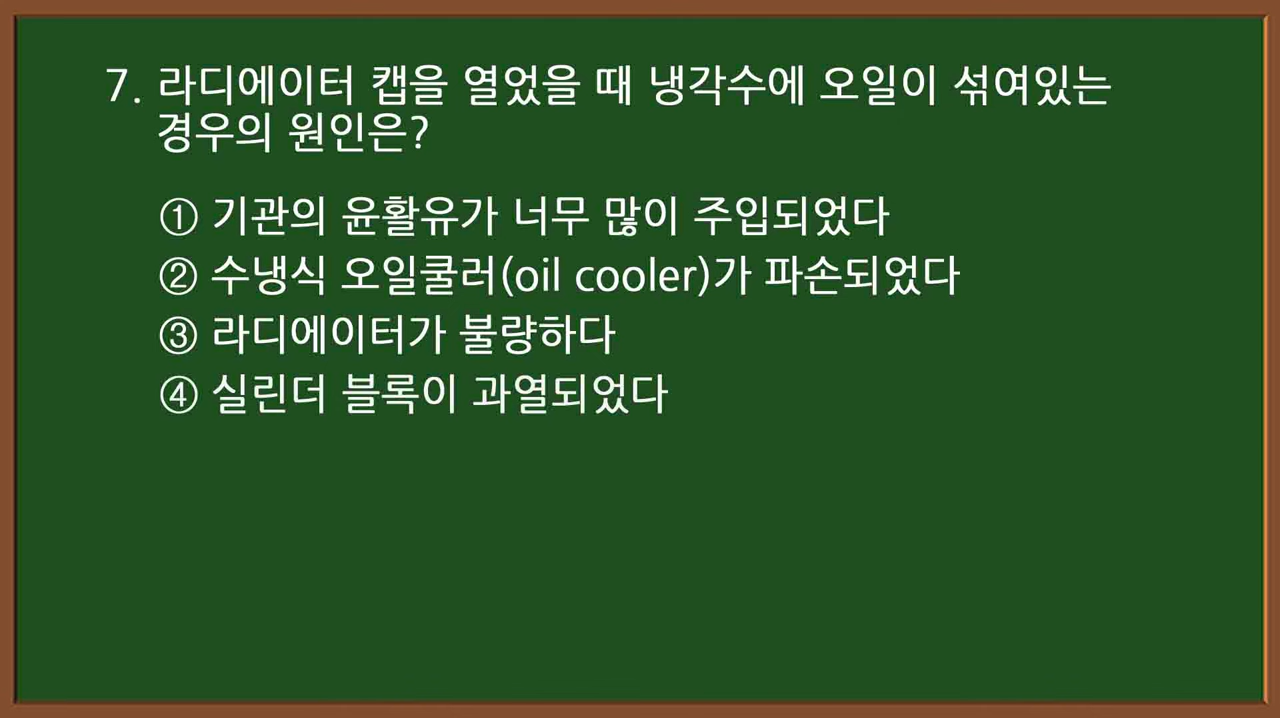 7. 라디에이터 캡을 열었을 때 냉각수에 오일이 섞여있는
경우의 원인은?
① 기관의 윤활유가 너무 많이 주입되었다
② 수냉식 오일쿨러(oil cooler)가 파손되었다
③ 라디에이터가 불량하다
④ 실린더 블록이 과열되었다